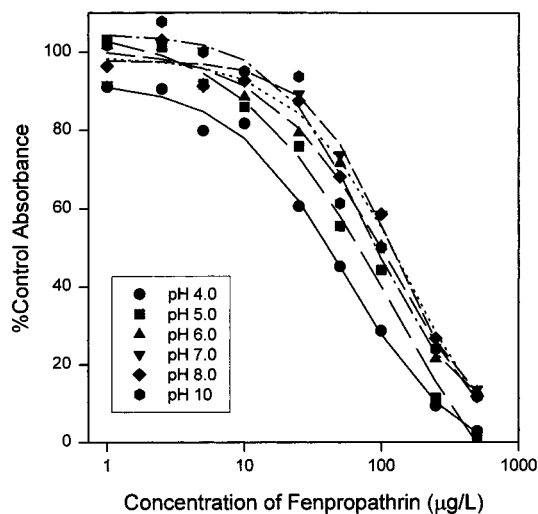 %Control Absorbance
100
80
60
40
20
0
pH 4.0
pH 5.0
pH 6.0
pH 7.0
pH 8.0
pH 10
1
10
100
1000
Concentration of Fenpropathrin (μg/L)